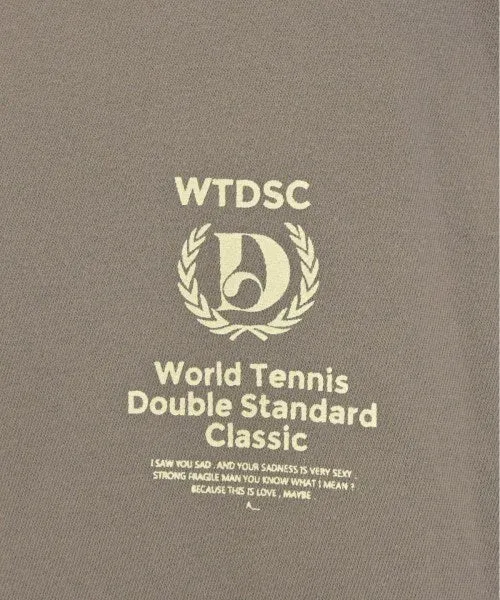 WTDSC
D
World Tennis
Double Standard
Classic
I SAW YOU SAD . AND YOUR SADNESS IS VERY SEXY .
STRONG FRAGILE MAN YOU KNOW WHAT I MEAN ?
BECAUSE THIS IS LOVE , MAYBE .